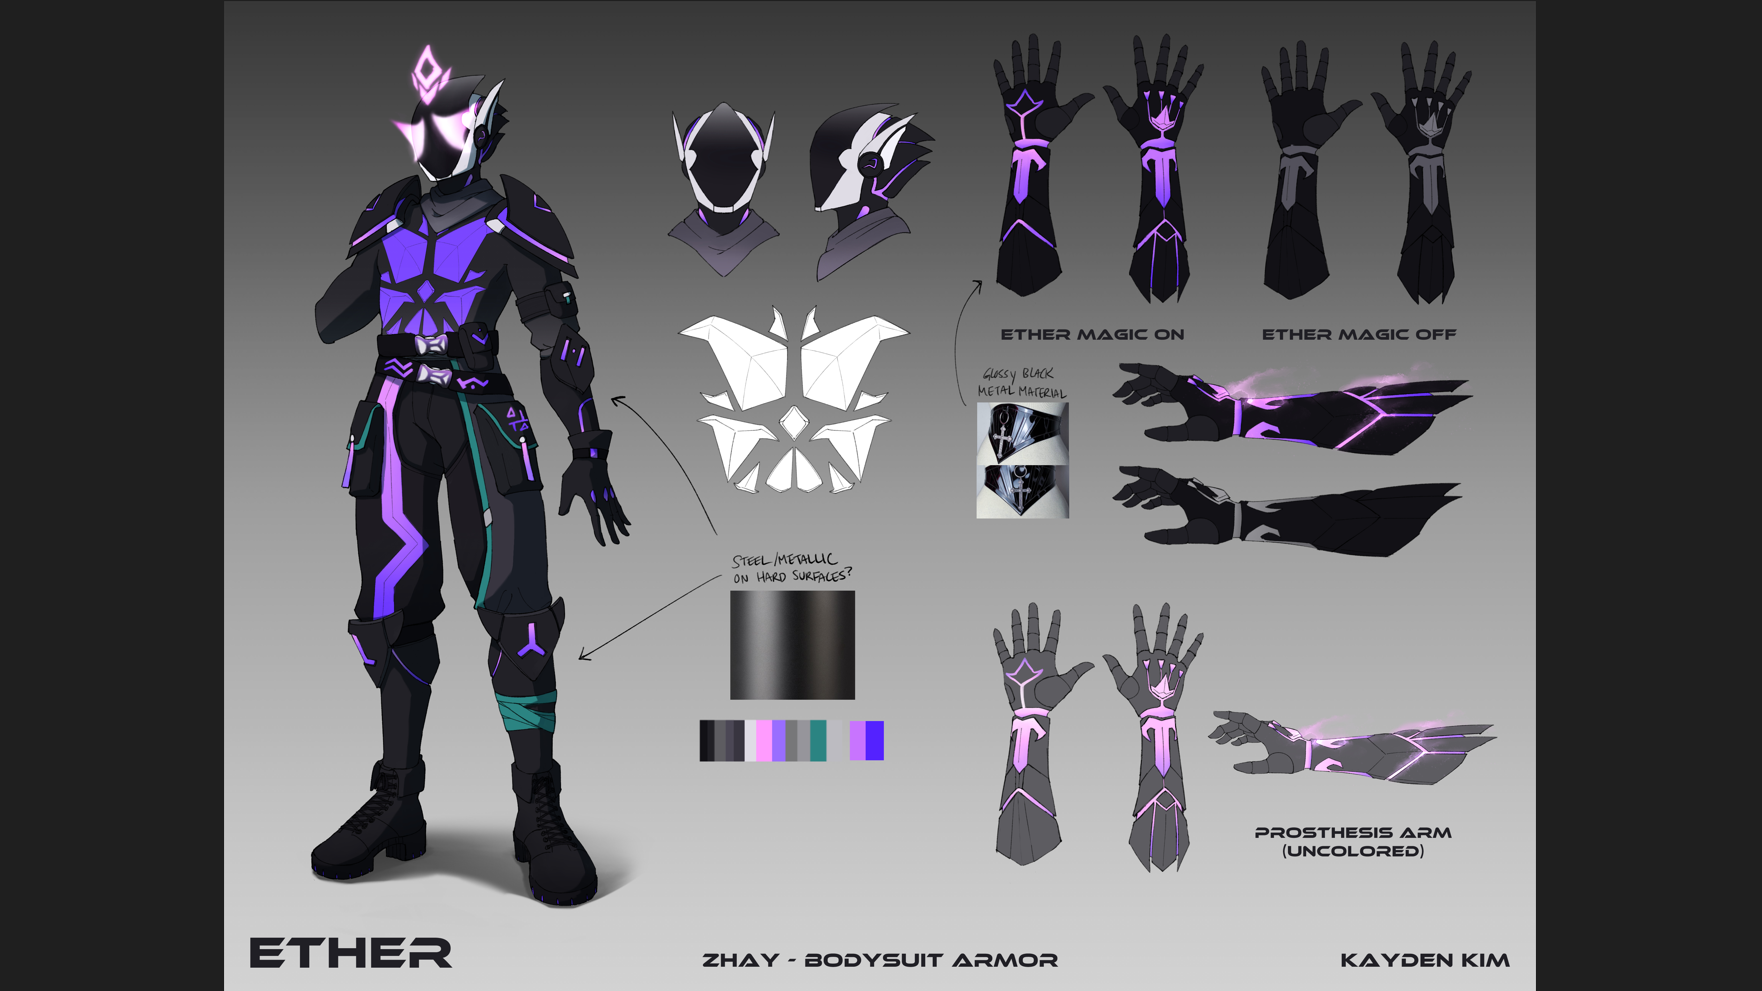 ETHER MAGIC ON
ETHER MAGIC OFF
GLOSSY BLACK
METAL MATERIAL
STEEL/METALLIC
ON HARD SURFACES?
PROSTHESIS ARM
(UNCOLORED)
ETHER
ZHAY - BODYSUIT ARMOR
KAYDEN KIM